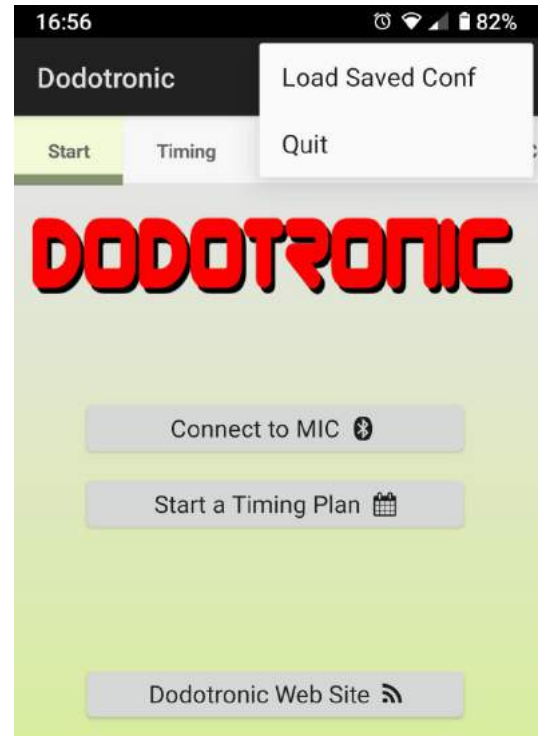 16:56 82%
Dodotronic
Load Saved Conf
Quit
Start Timing
DODOTRONIC
Connect to MIC
Start a Timing Plan
Dodotronic Web Site